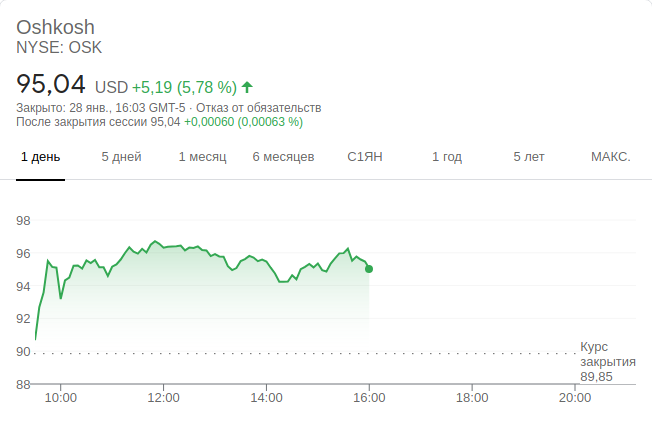 Oshkosh
NYSE: OSK
95,04 USD +5,19 (5,78 %)
Закрыто: 28 янв., 16:03 GMT-5 · Отказ от обязательств
После закрытия сессии 95,04 +0,00060 (0,00063 %)
1 день 5 дней 1 месяц 6 месяцев С1ЯН 1 год 5 лет МАКС.
98
96
94
92
90
Курс
закрытия
89,85
88
10:00 12:00 14:00 16:00 18:00 20:00